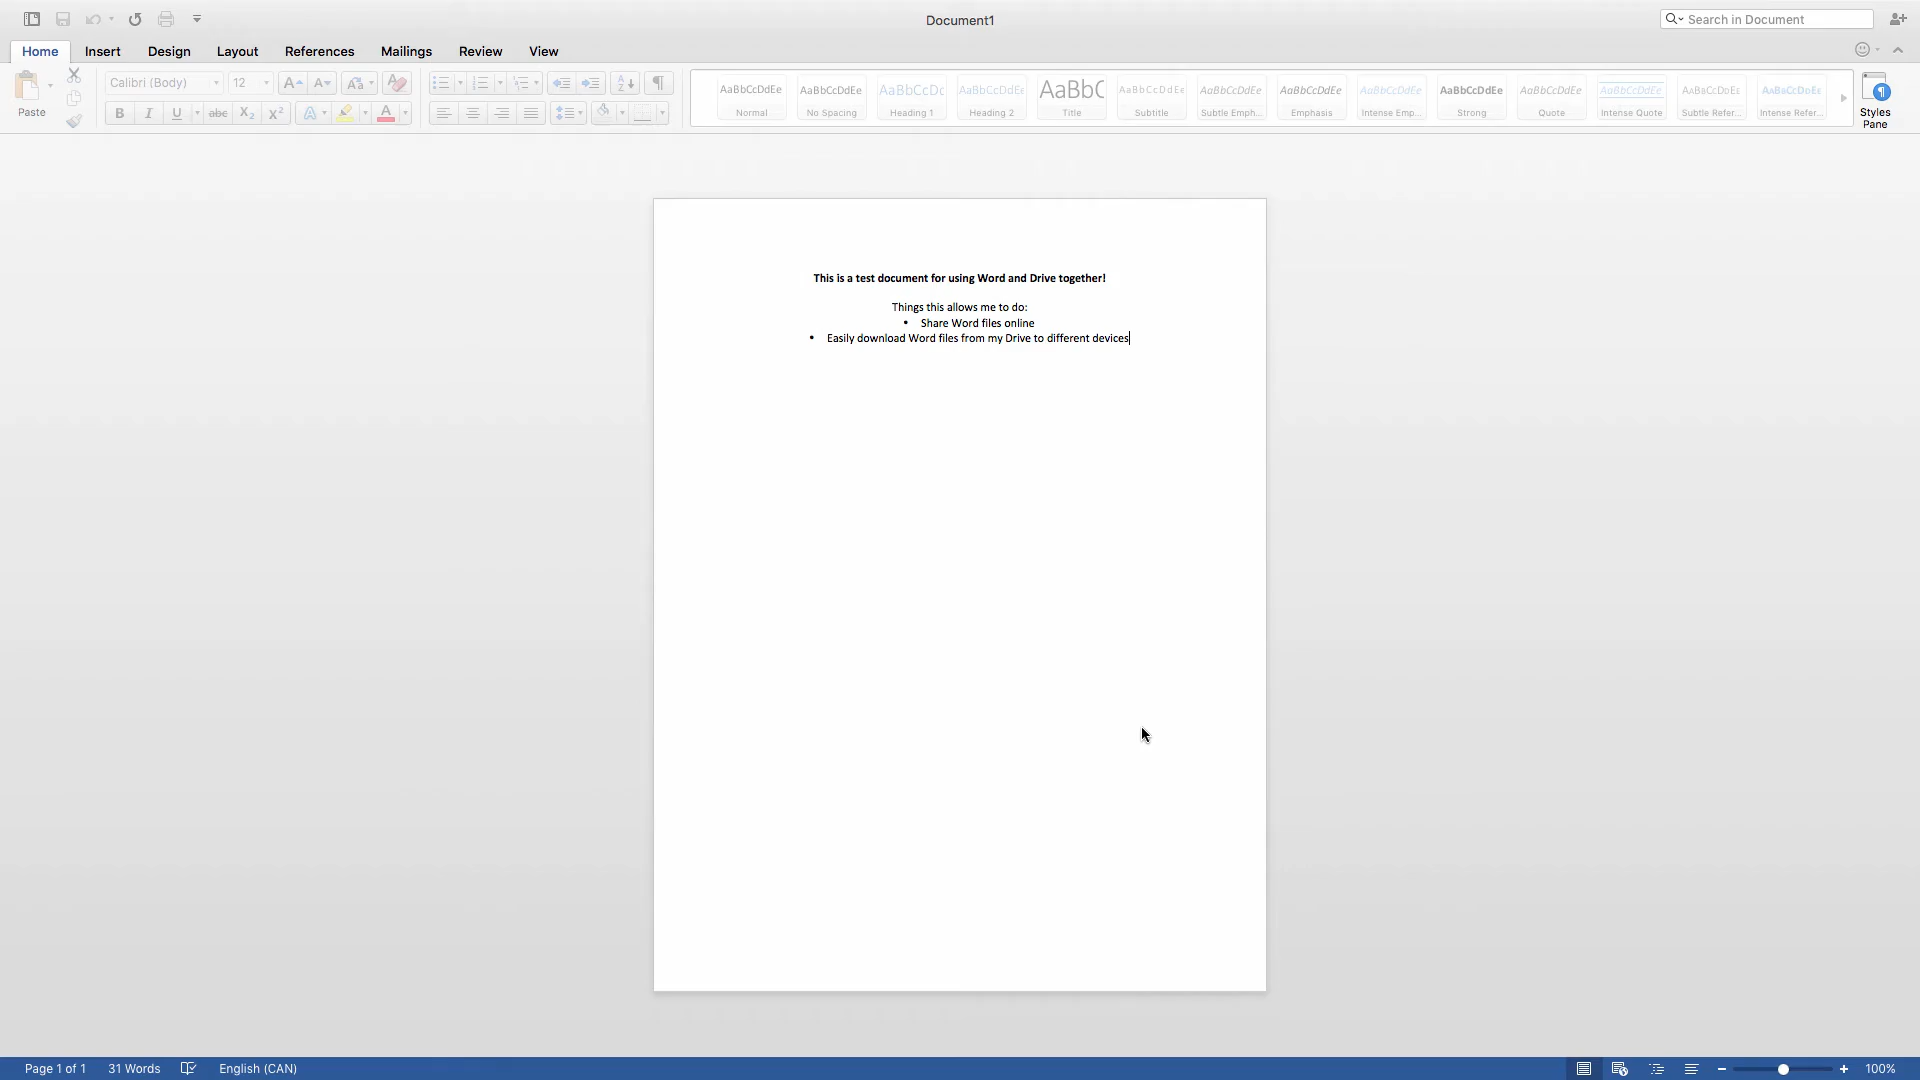 Document1
Search in Document
Home Insert Design Layout References Mailings Review View
Paste
Calibri (Body) 12
B I U abc X₂ X²
AaBbCcDdEe AaBbCcDdEe AaBbCcDc AaBbCcDdEe AaBbC AaBbCcDdEe AaBbCcDdEe AaBbCcDdEe AaBbCcDdEe AaBbCcDdEe AaBbCcDdEe AaBbCcDdEe AaBbCcDdEe AaBbCcDdEe
Normal No Spacing Heading 1 Heading 2 Title Subtitle Subtle Emph... Emphasis Intense Emp... Strong Quote Intense Quote Subtle Refer... Intense Refer...
Styles
Pane
This is a test document for using Word and Drive together!
Things this allows me to do:
• Share Word files online
• Easily download Word files from my Drive to different devices
Page 1 of 1 31 Words English (CAN) 100%